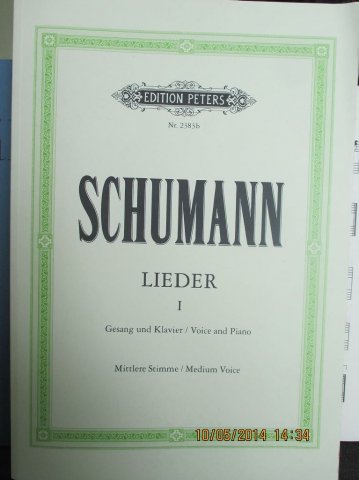 EDITION PETERS
Nr. 2383b
SCHUMANN
LIEDER
I
Gesang und Klavier / Voice and Piano
Mittlere Stimme / Medium Voice
10/05/2014 14:34